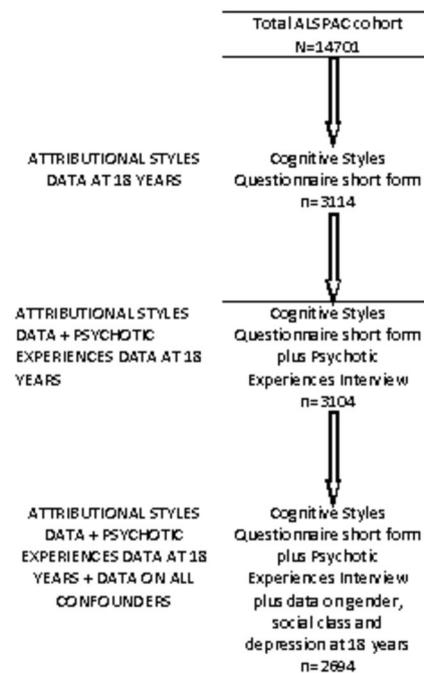 Total ALSPAC cohort
N=14701
ATTRIBUTIONAL STYLES
DATA AT 18 YEARS
Cognitive Styles
Questionnaire short form
n=3114
ATTRIBUTIONAL STYLES
DATA + PSYCHOTIC
EXPERIENCES DATA AT 18
YEARS
Cognitive Styles
Questionnaire short form
plus Psychotic
Experiences Interview
n=3104
ATTRIBUTIONAL STYLES
DATA + PSYCHOTIC
EXPERIENCES DATA AT 18
YEARS + DATA ON ALL
CONFOUNDERS
Cognitive Styles
Questionnaire short form
plus Psychotic
Experiences Interview
plus data on gender,
social class and
depression at 18 years
n=2694